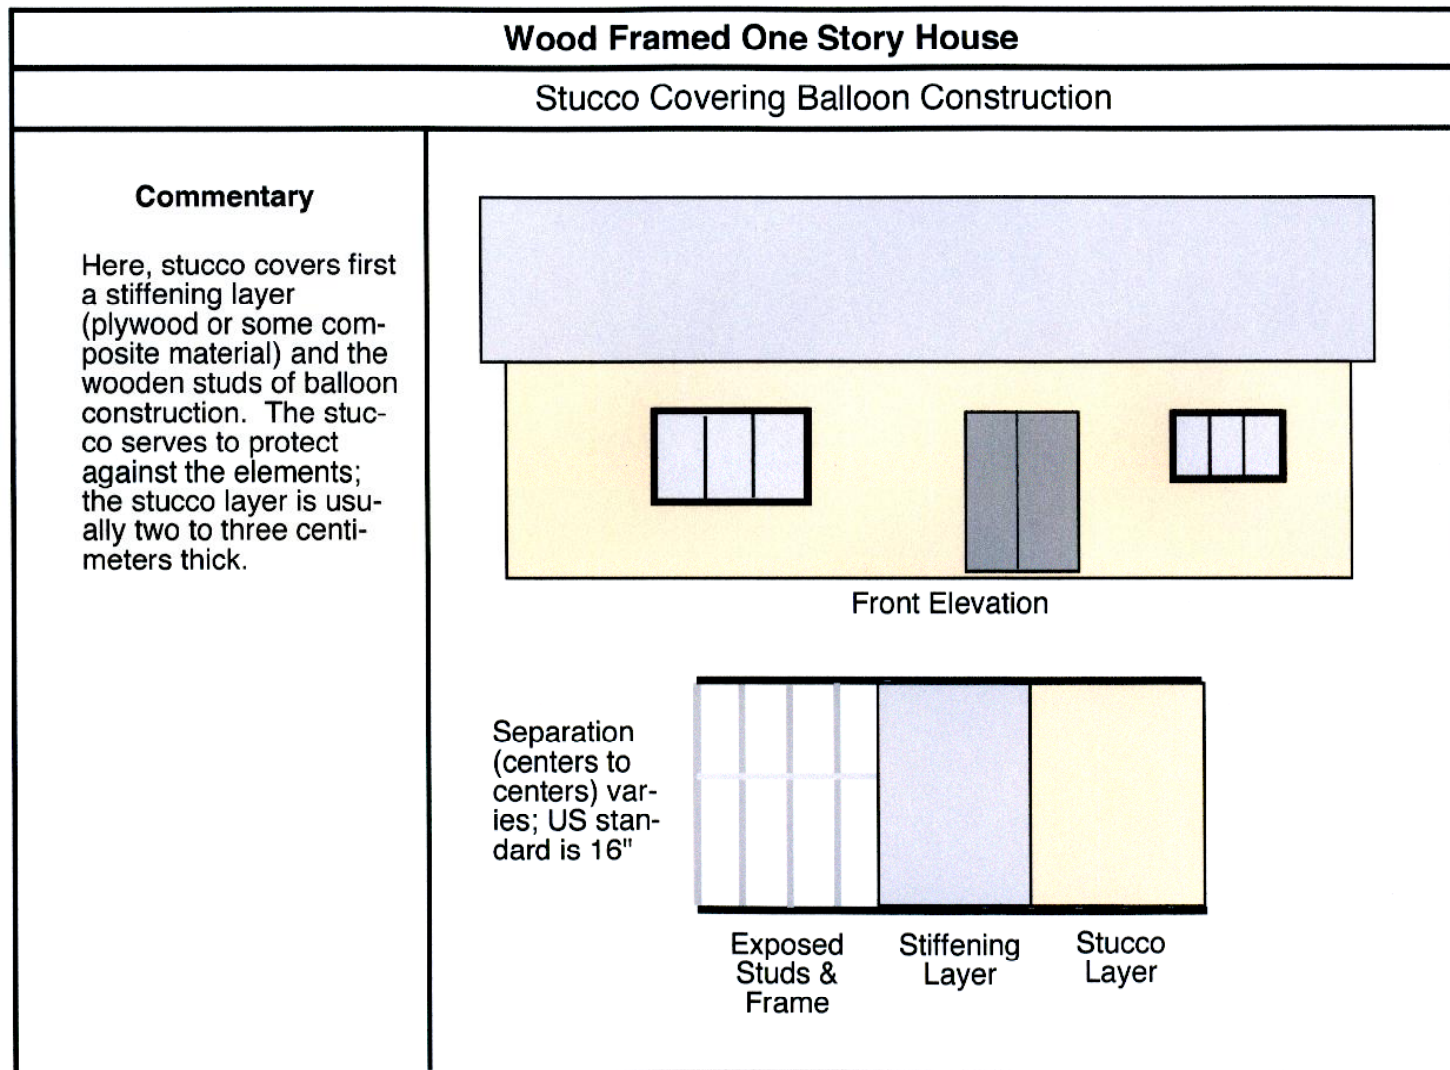 Wood Framed One Story House
Stucco Covering Balloon Construction
Commentary
Here, stucco covers first
a stiffening layer
(plywood or some com-
posite material) and the
wooden studs of balloon
construction.  The stuc-
co serves to protect
against the elements;
the stucco layer is usu-
ally two to three centi-
meters thick.
Front Elevation
Separation
(centers to
centers) var-
ies; US stan-
dard is 16"
Exposed
Studs &
Frame
Stiffening
Layer
Stucco
Layer